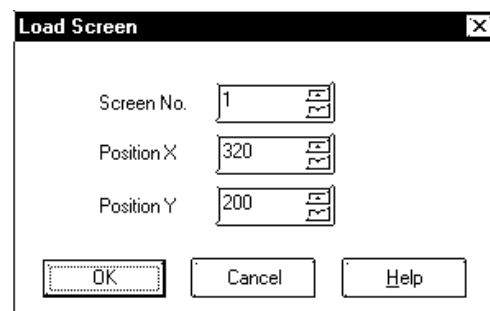 Load Screen
Screen No. 1
Position X 320
Position Y 200
OK Cancel Help